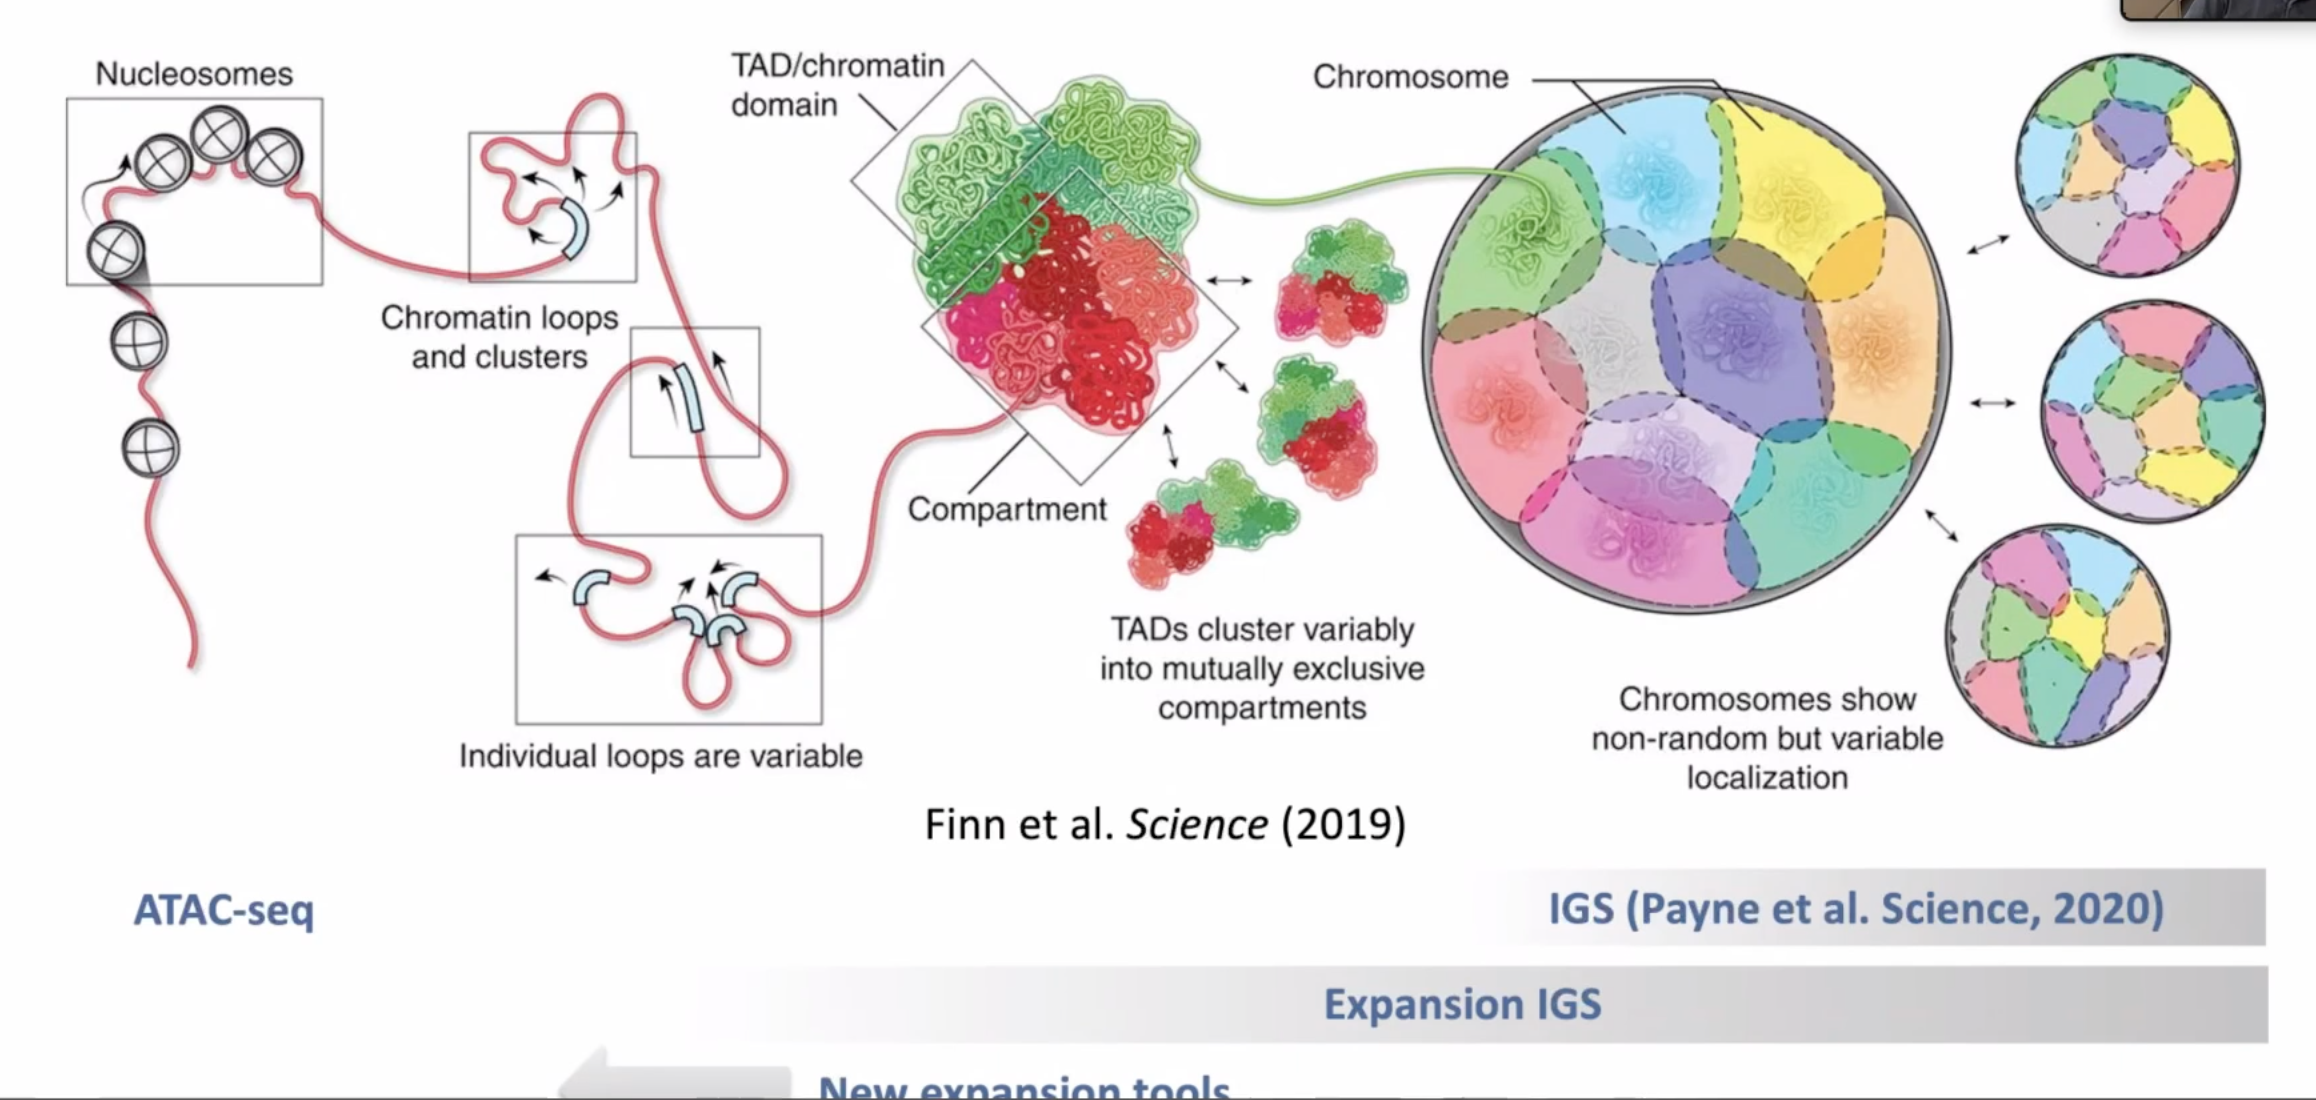 Nucleosomes
TAD/chromatin
domain
Chromosome
Chromatin loops
and clusters
Compartment
TADs cluster variably
into mutually exclusive
compartments
Chromosomes show
non-random but variable
localization
Individual loops are variable
Finn et al. Science (2019)
ATAC-seq
IGS (Payne et al. Science, 2020)
Expansion IGS
New expansion tools